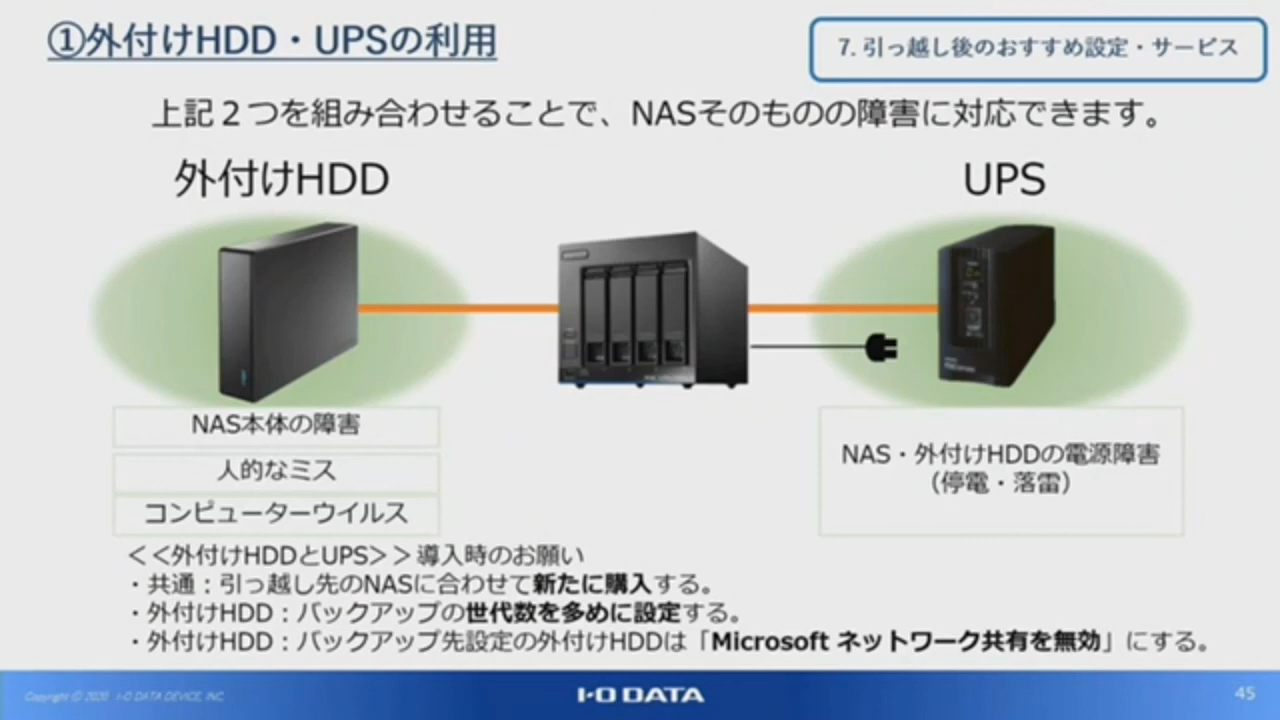 ①外付けHDD・UPSの利用
7. 引っ越し後のおすすめ設定・サービス
上記２つを組み合わせることで、NASそのものの障害に対応できます。
外付けHDD
UPS
NAS本体の障害
人的なミス
コンピューターウイルス
NAS・外付けHDDの電源障害
（停電・落雷）
＜＜外付けHDDとUPS＞＞導入時のお願い
・共通：引っ越し先のNASに合わせて新たに購入する。
・外付けHDD：バックアップの世代数を多めに設定する。
・外付けHDD：バックアップ先設定の外付けHDDは「Microsoft ネットワーク共有を無効」にする。
Copyright © 2020 I-O DATA DEVICE, INC.
I-O DATA
45